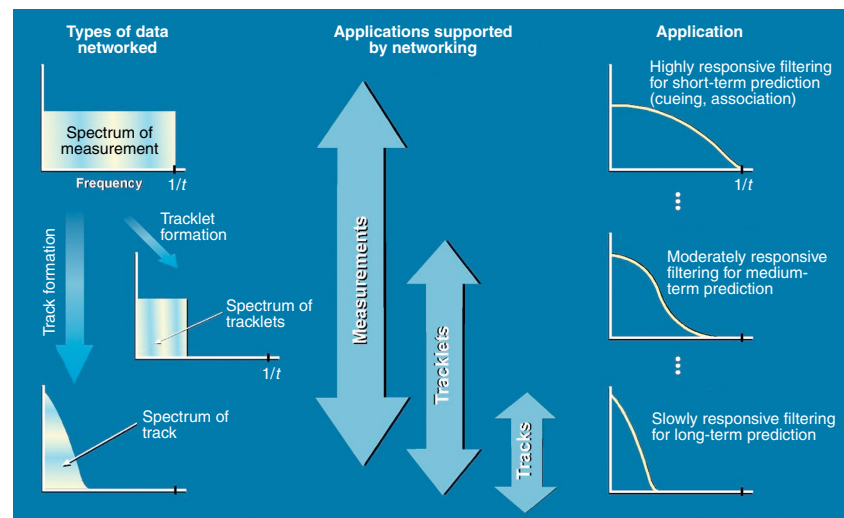 Types of data
networked
Applications supported
by networking
Application
Spectrum of
measurement
Frequency
1/t
Track formation
Tracklet
formation
Spectrum of
tracklets
1/t
Spectrum of
track
Measurements
Tracklets
Tracks
Highly responsive filtering
for short-term prediction
(cueing, association)
1/t
Moderately responsive
filtering for medium-
term prediction
Slowly responsive filtering
for long-term prediction